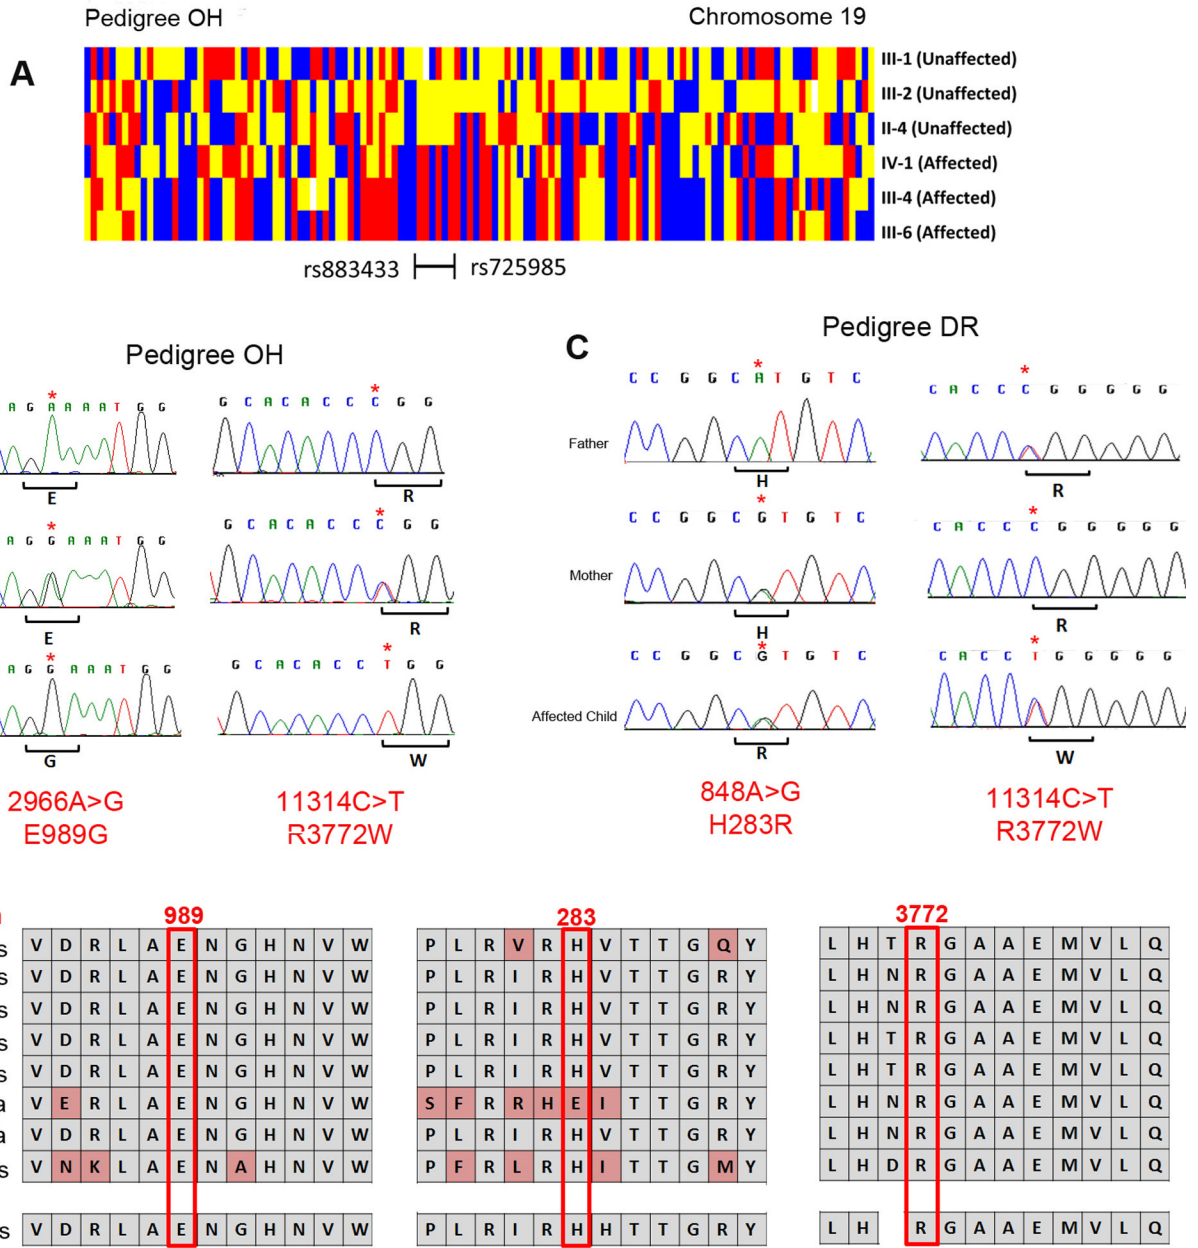 Pedigree OH
Chromosome 19
A
III-1 (Unaffected)
III-2 (Unaffected)
II-4 (Unaffected)
IV-1 (Affected)
III-4 (Affected)
III-6 (Affected)
rs883433
rs725985
Pedigree OH
A G A A A A T G G
*
E
G C A C A C C C G G
*
R
A G G A A A T G G
*
E
G C A C A C C C G G
*
R
A G G A A A T G G
*
G
G C A C A C C T G G
*
W
2966A>G
E989G
11314C>T
R3772W
C
Pedigree DR
Father
C C G G C A T G T C
*
H
C A C C C G G G G G
*
R
Mother
C C G G C G T G T C
*
H
C A C C C G G G G G
*
R
Affected Child
C C G G C G T G T C
*
R
C A C C T G G G G G
*
W
848A>G
H283R
11314C>T
R3772W
989
s V D R L A E N G H N V W
s V D R L A E N G H N V W
s V D R L A E N G H N V W
s V D R L A E N G H N V W
s V D R L A E N G H N V W
a V E R L A E N G H N V W
a V D R L A E N G H N V W
s V N K L A E N A H N V W
s V D R L A E N G H N V W
283
P L R V R H V T T G Q Y
P L R I R H V T T G R Y
P L R I R H V T T G R Y
P L R I R H V T T G R Y
P L R I R H V T T G R Y
S F R R H E I T T G R Y
P L R I R H V T T G R Y
P F R L R H I T T G M Y
P L R I R H H T T G R Y
3772
L H T R G A A E M V L Q
L H N R G A A E M V L Q
L H N R G A A E M V L Q
L H T R G A A E M V L Q
L H T R G A A E M V L Q
L H N R G A A E M V L Q
L H N R G A A E M V L Q
L H D R G A A E M V L Q
L H R G A A E M V L Q